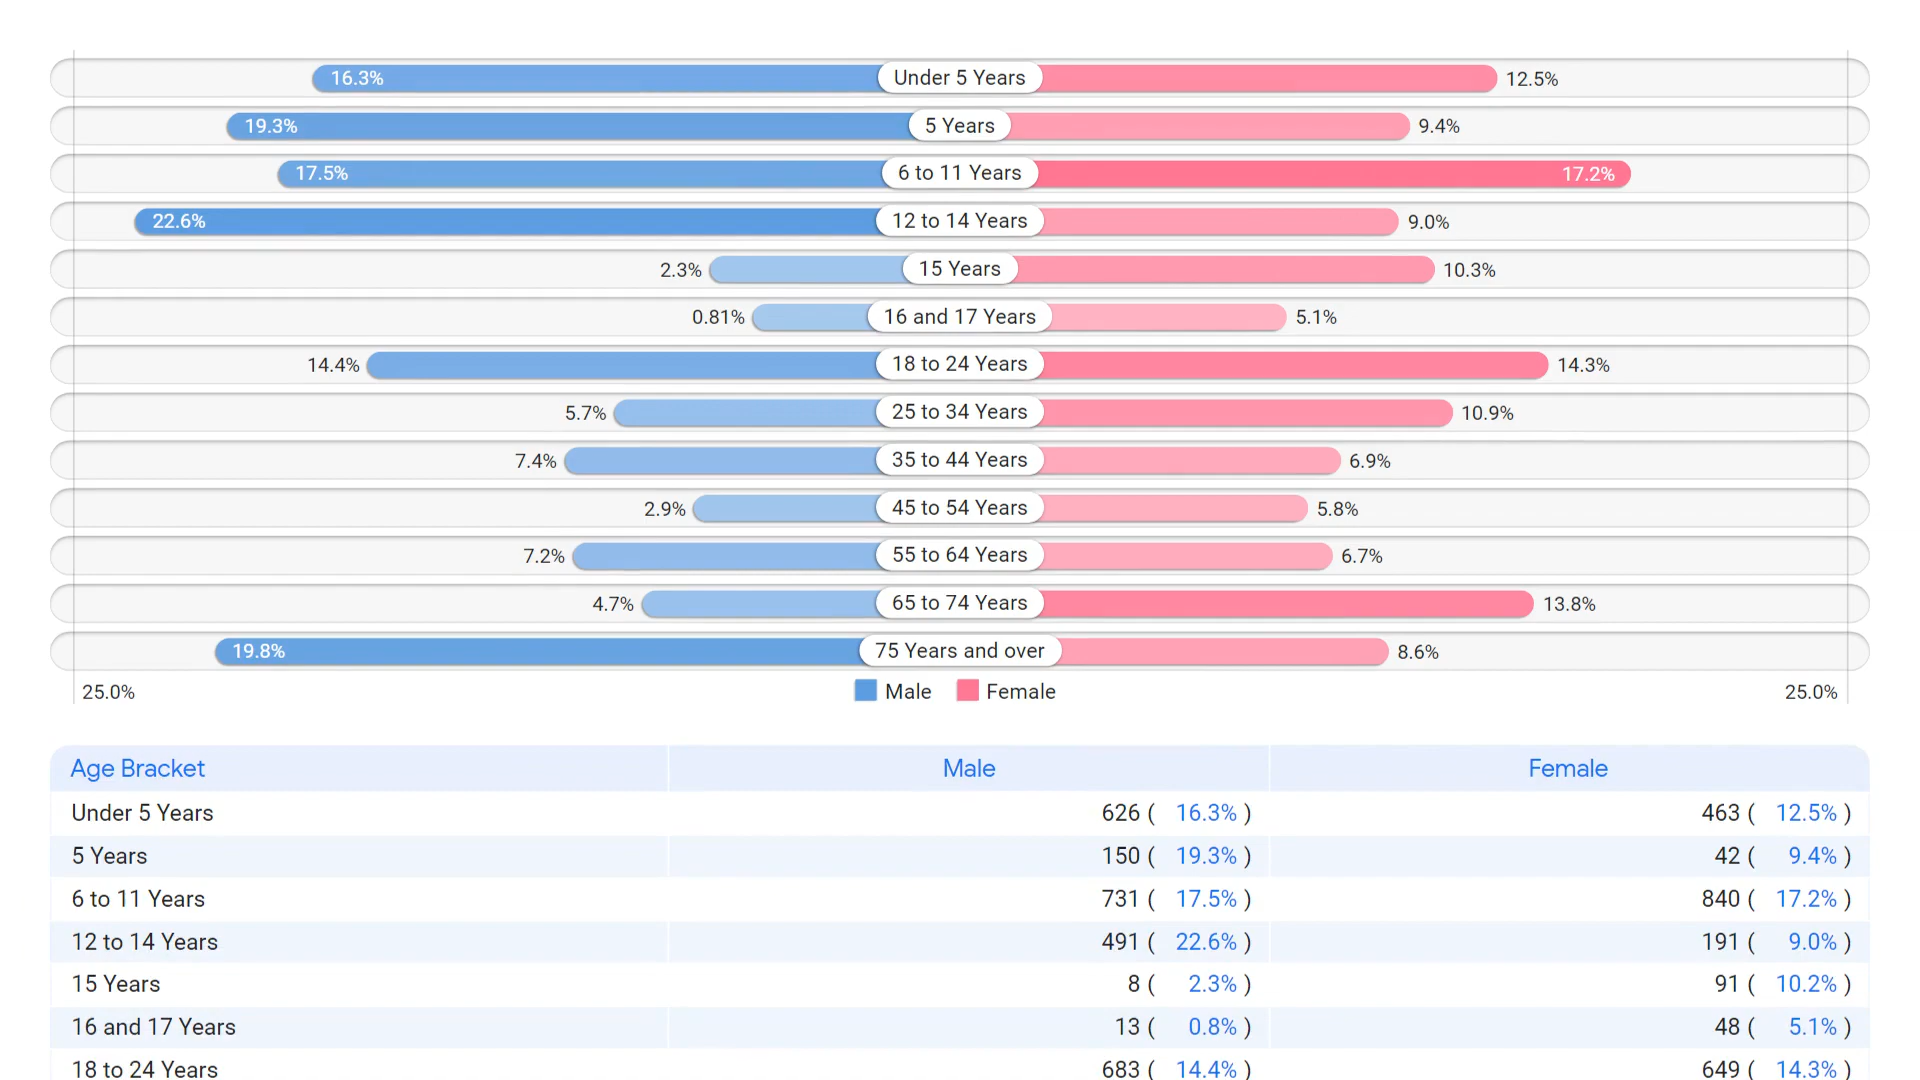 16.3% Under 5 Years 12.5%
19.3% 5 Years 9.4%
17.5% 6 to 11 Years 17.2%
22.6% 12 to 14 Years 9.0%
2.3% 15 Years 10.3%
0.81% 16 and 17 Years 5.1%
14.4% 18 to 24 Years 14.3%
5.7% 25 to 34 Years 10.9%
7.4% 35 to 44 Years 6.9%
2.9% 45 to 54 Years 5.8%
7.2% 55 to 64 Years 6.7%
4.7% 65 to 74 Years 13.8%
19.8% 75 Years and over 8.6%
25.0% Male Female 25.0%
Age Bracket Male Female
Under 5 Years 626 ( 16.3% ) 463 ( 12.5% )
5 Years 150 ( 19.3% ) 42 ( 9.4% )
6 to 11 Years 731 ( 17.5% ) 840 ( 17.2% )
12 to 14 Years 491 ( 22.6% ) 191 ( 9.0% )
15 Years 8 ( 2.3% ) 91 ( 10.2% )
16 and 17 Years 13 ( 0.8% ) 48 ( 5.1% )
18 to 24 Years 683 ( 14.4% ) 649 ( 14.3% )